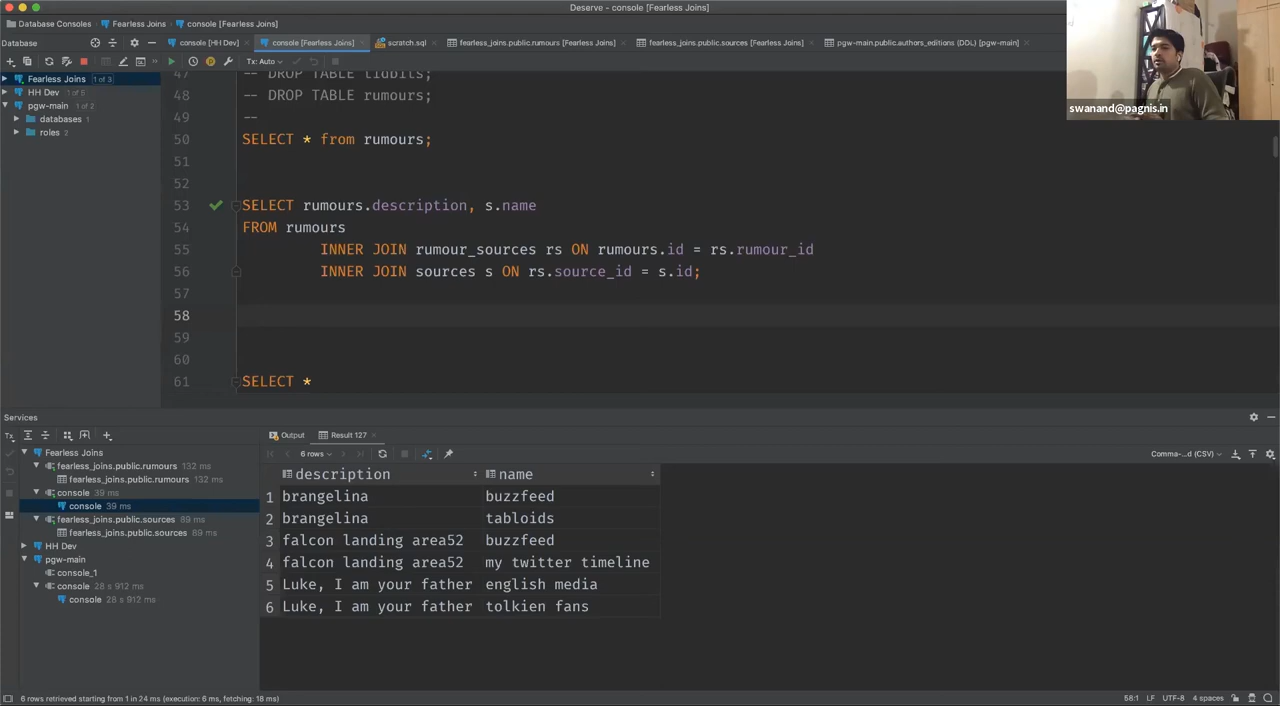 Deserve - console [Fearless Joins]
Database Consoles Fearless Joins console [Fearless Joins]
Database console [HH Dev] console [Fearless Joins] scratch.sql fearless_joins.public.rumours [Fearless Joins] fearless_joins.public.sources [Fearless Joins] pgw-main.public.authors_editions (DDL) [pgw-main]
Tx: Auto
Fearless Joins 1 of 3
HH Dev 1 of 5
pgw-main 1 of 2
databases 1
roles 2
47 -- DROP TABLE tidbits;
48 -- DROP TABLE rumours;
49 --
50 SELECT * from rumours;
51
52
53 SELECT rumours.description, s.name
54 FROM rumours
55 INNER JOIN rumour_sources rs ON rumours.id = rs.rumour_id
56 INNER JOIN sources s ON rs.source_id = s.id;
57
58
59
60
61 SELECT *
swanand@pagnis.in
Services
Tx
Fearless Joins
fearless_joins.public.rumours 132 ms
fearless_joins.public.rumours 132 ms
console 39 ms
console 39 ms
fearless_joins.public.sources 89 ms
fearless_joins.public.sources 89 ms
HH Dev
pgw-main
console_1
console 28 s 912 ms
console 28 s 912 ms
Output Result 127
6 rows Comma-...d (CSV)
description name
1 brangelina buzzfeed
2 brangelina tabloids
3 falcon landing area52 buzzfeed
4 falcon landing area52 my twitter timeline
5 Luke, I am your father english media
6 Luke, I am your father tolkien fans
6 rows retrieved starting from 1 in 24 ms (execution: 6 ms, fetching: 18 ms) 58:1 LF UTF-8 4 spaces